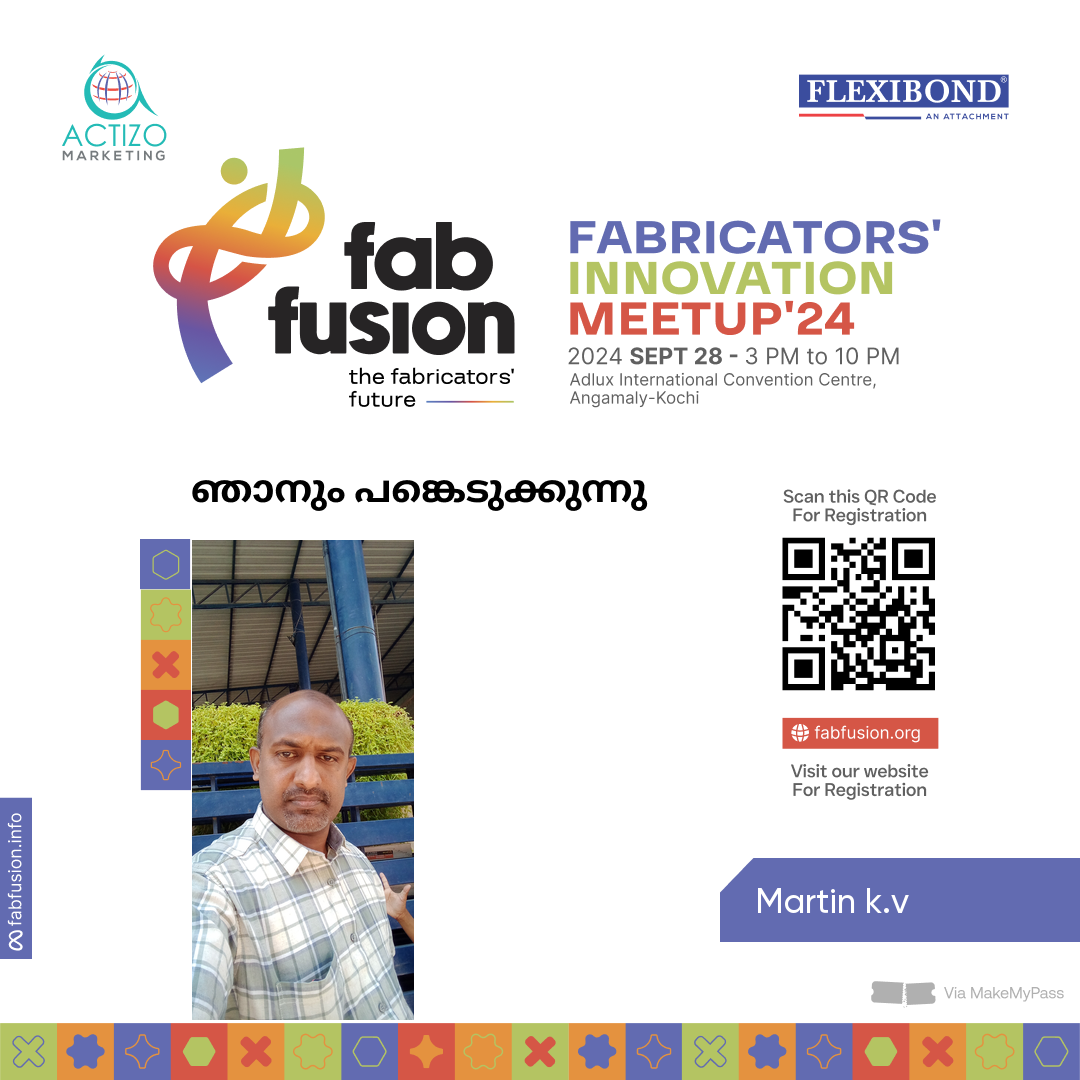 ACTIZO
MARKETING
FLEXIBOND®
AN ATTACHMENT
fab
fusion
the fabricators'
future
FABRICATORS'
INNOVATION
MEETUP'24
2024 SEPT 28 - 3 PM to 10 PM
Adlux International Convention Centre,
Angamaly-Kochi
ഞാനും പങ്കെടുക്കുന്നു
Scan this QR Code
For Registration
fabfusion.org
Visit our website
For Registration
fabfusion.info
Martin k.v
Via MakeMyPass